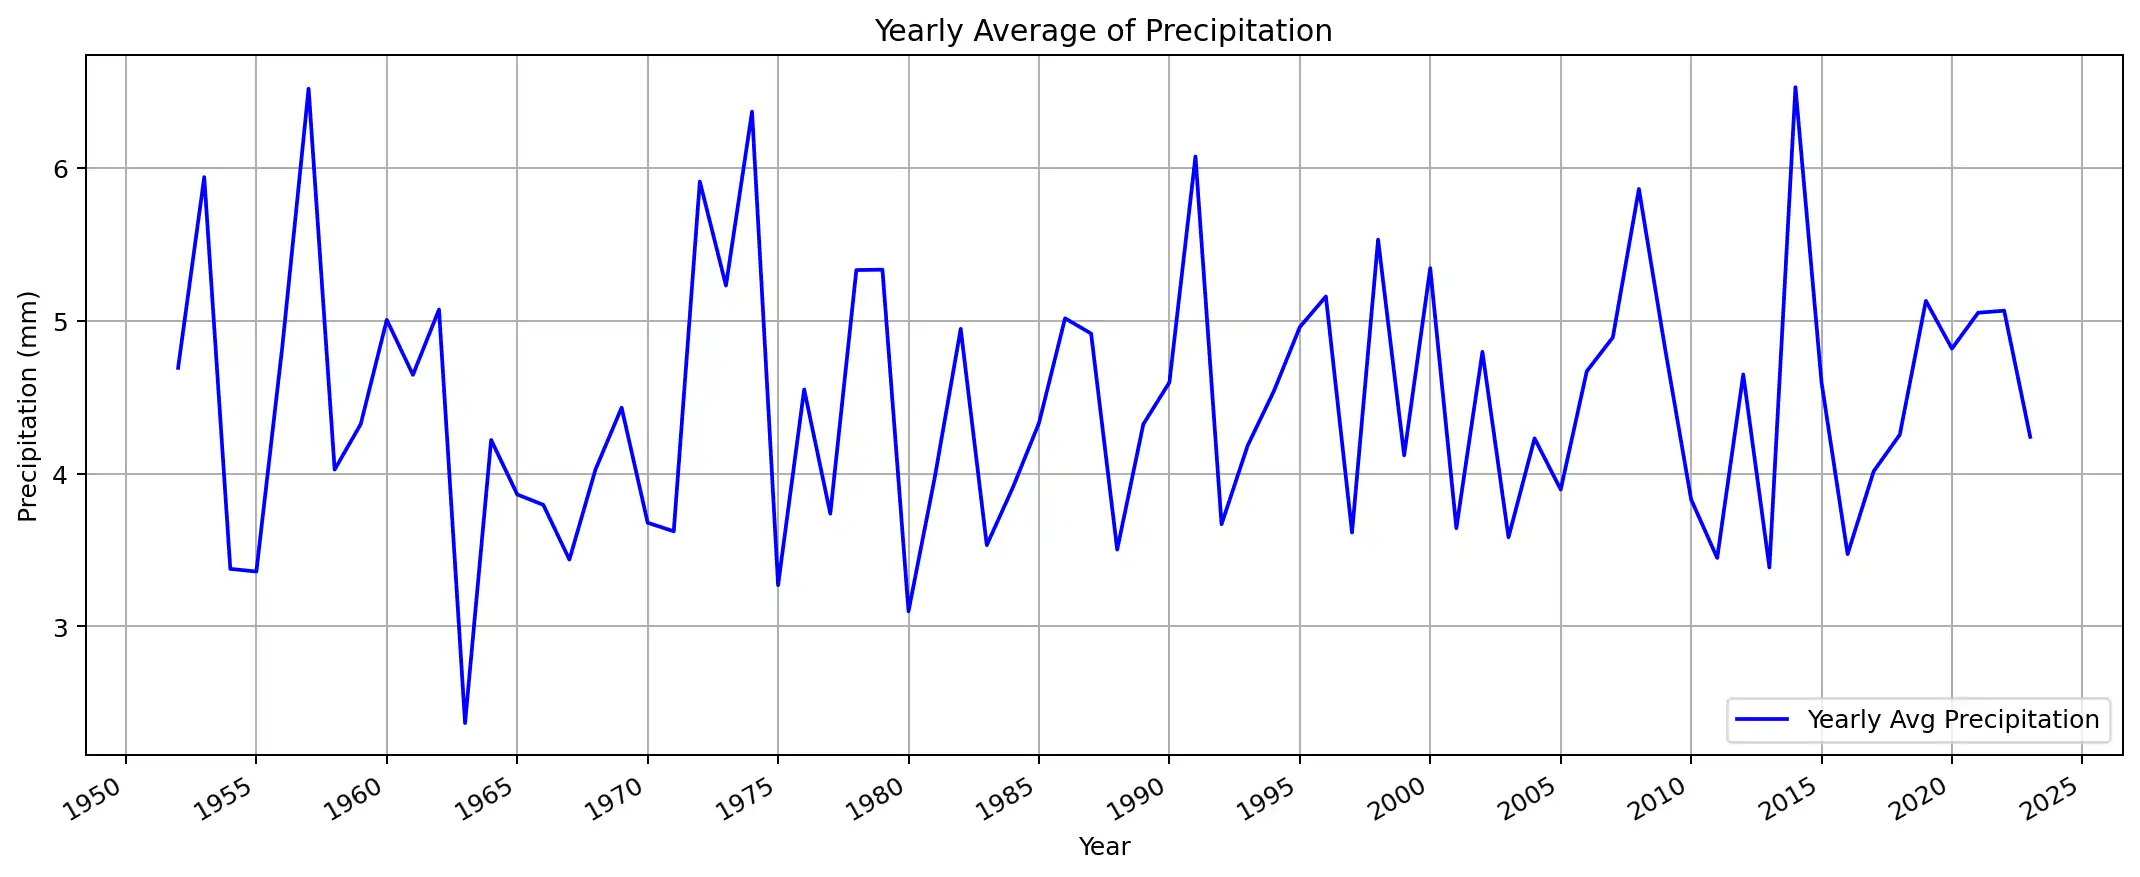 Yearly Average of Precipitation
Precipitation (mm)
6
5
4
3
Yearly Avg Precipitation
1950 1955 1960 1965 1970 1975 1980 1985 1990 1995 2000 2005 2010 2015 2020 2025
Year